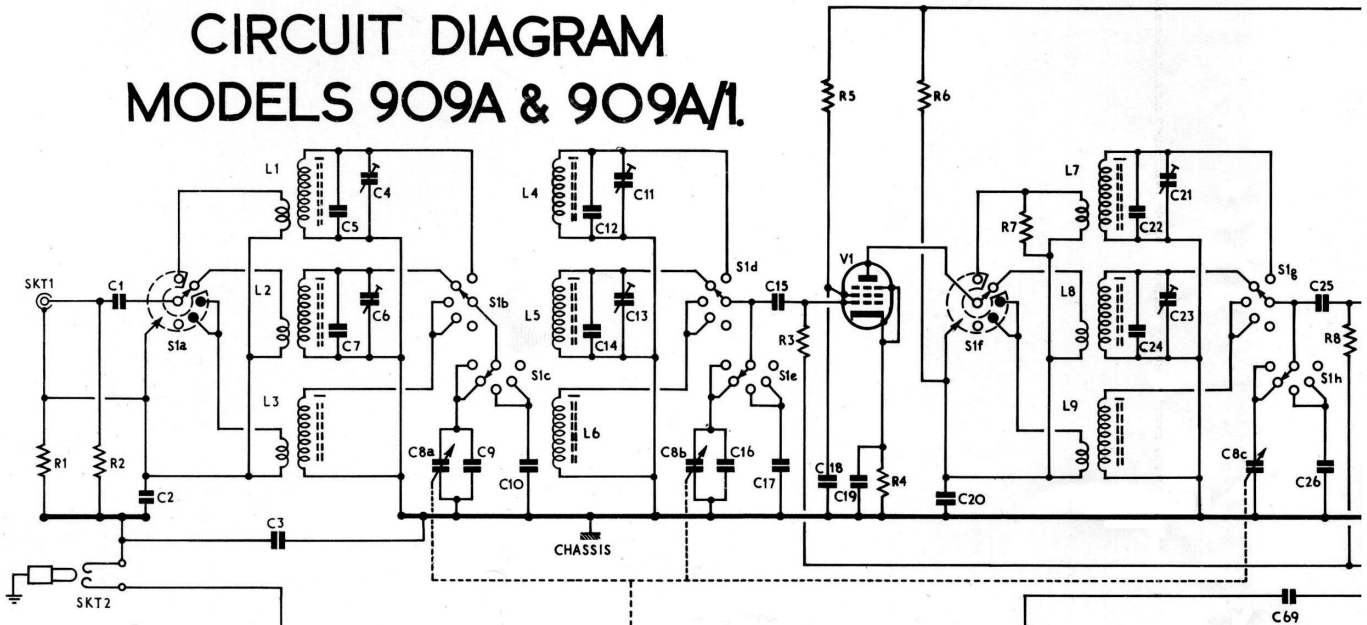 CIRCUIT DIAGRAM
MODELS 909A & 909A/1.
R5
R6
L1
C4
C5
L4
C11
C12
R7
L7
C21
C22
SKT1
C1
S1a
L2
C6
C7
S1b
S1c
L5
C13
C14
S1d
S1e
C15
R3
V1
S1f
L8
C23
C24
S1g
S1h
C25
R8
R1
R2
C2
L3
C8a
C9
C10
L6
C8b
C16
C17
C18
C19
R4
C20
L9
C8c
C26
C3
CHASSIS
SKT2
C69